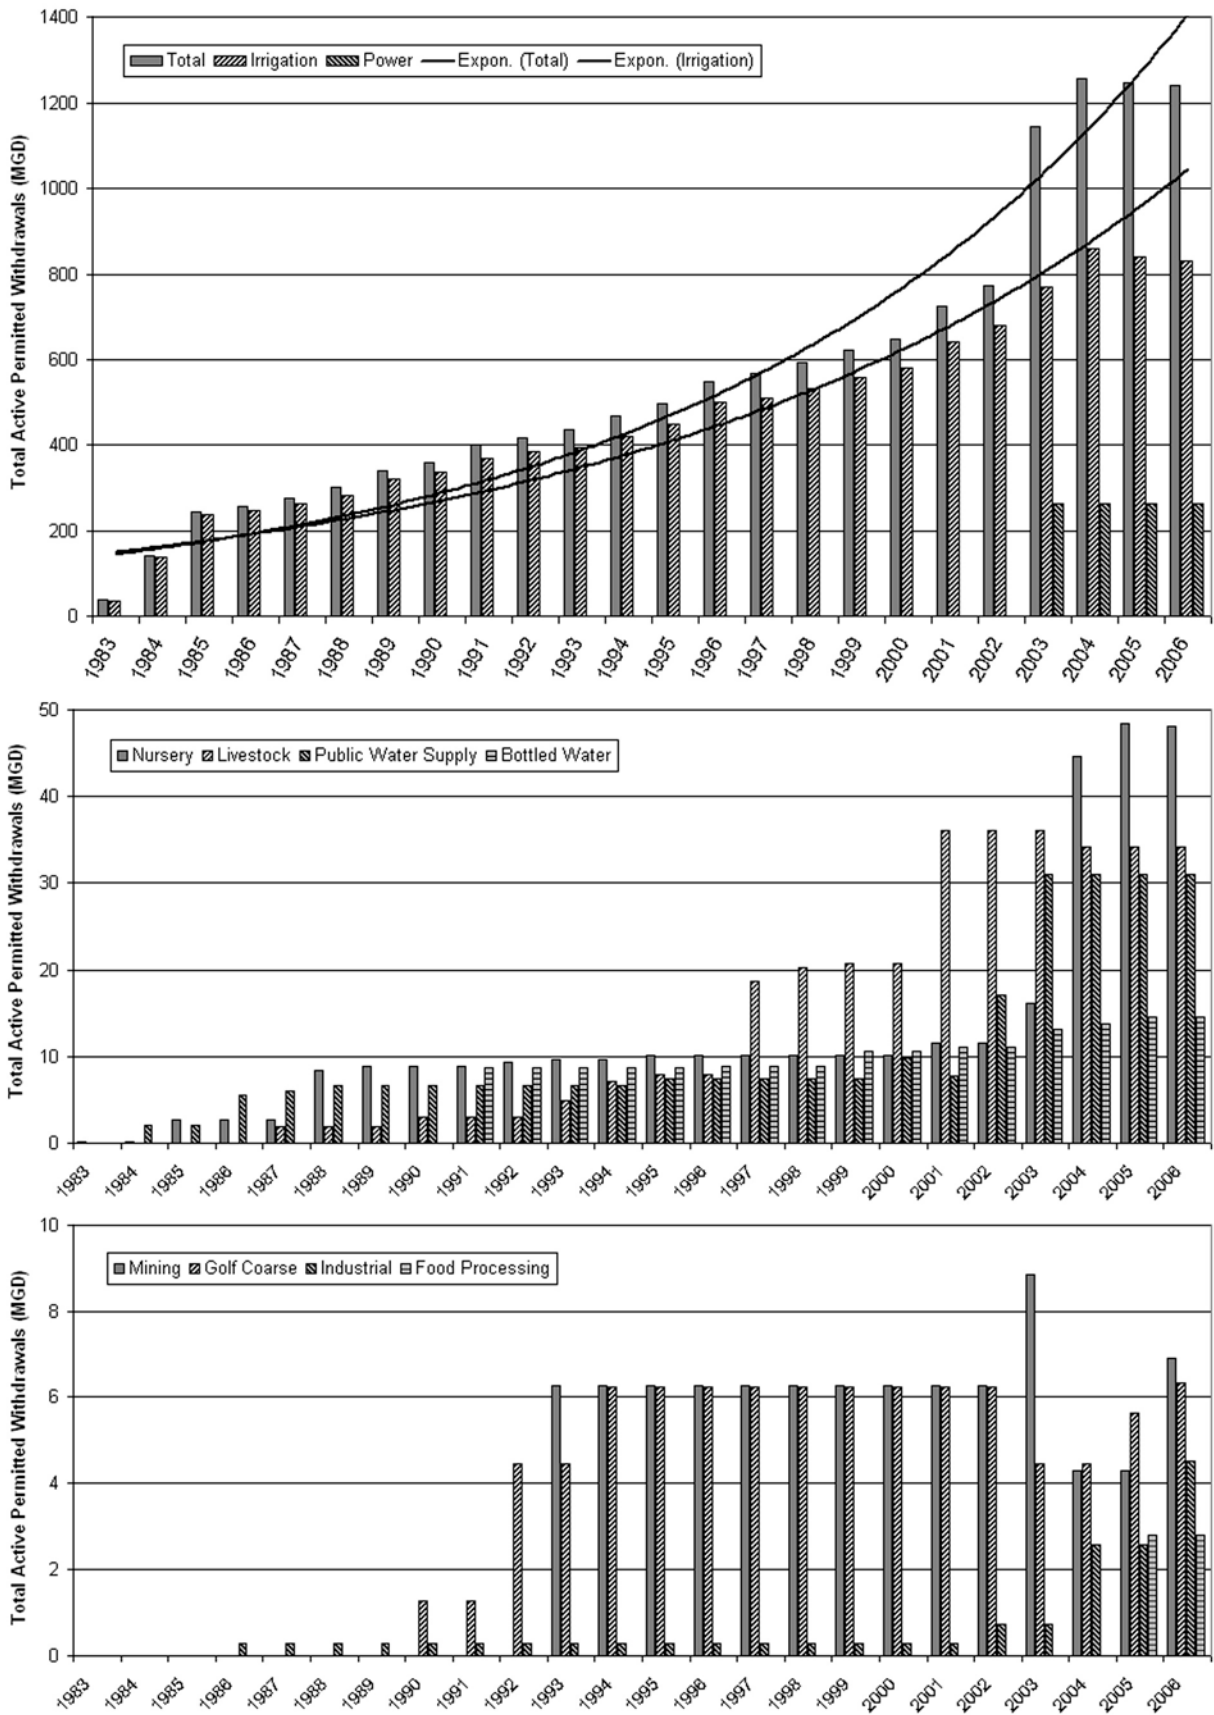 1400
1200
1000
800
600
400
200
0
Total Active Permitted Withdrawals (MGD)
Total Irrigation Power Expon. (Total) Expon. (Irrigation)
1983 1984 1985 1986 1987 1988 1989 1990 1991 1992 1993 1994 1995 1996 1997 1998 1999 2000 2001 2002 2003 2004 2005 2006
50
40
30
20
10
0
Total Active Permitted Withdrawals (MGD)
Nursery Livestock Public Water Supply Bottled Water
1983 1984 1985 1986 1987 1988 1989 1990 1991 1992 1993 1994 1995 1996 1997 1998 1999 2000 2001 2002 2003 2004 2005 2006
10
8
6
4
2
0
Total Active Permitted Withdrawals (MGD)
Mining Golf Coarse Industrial Food Processing
1983 1984 1985 1986 1987 1988 1989 1990 1991 1992 1993 1994 1995 1996 1997 1998 1999 2000 2001 2002 2003 2004 2005 2006